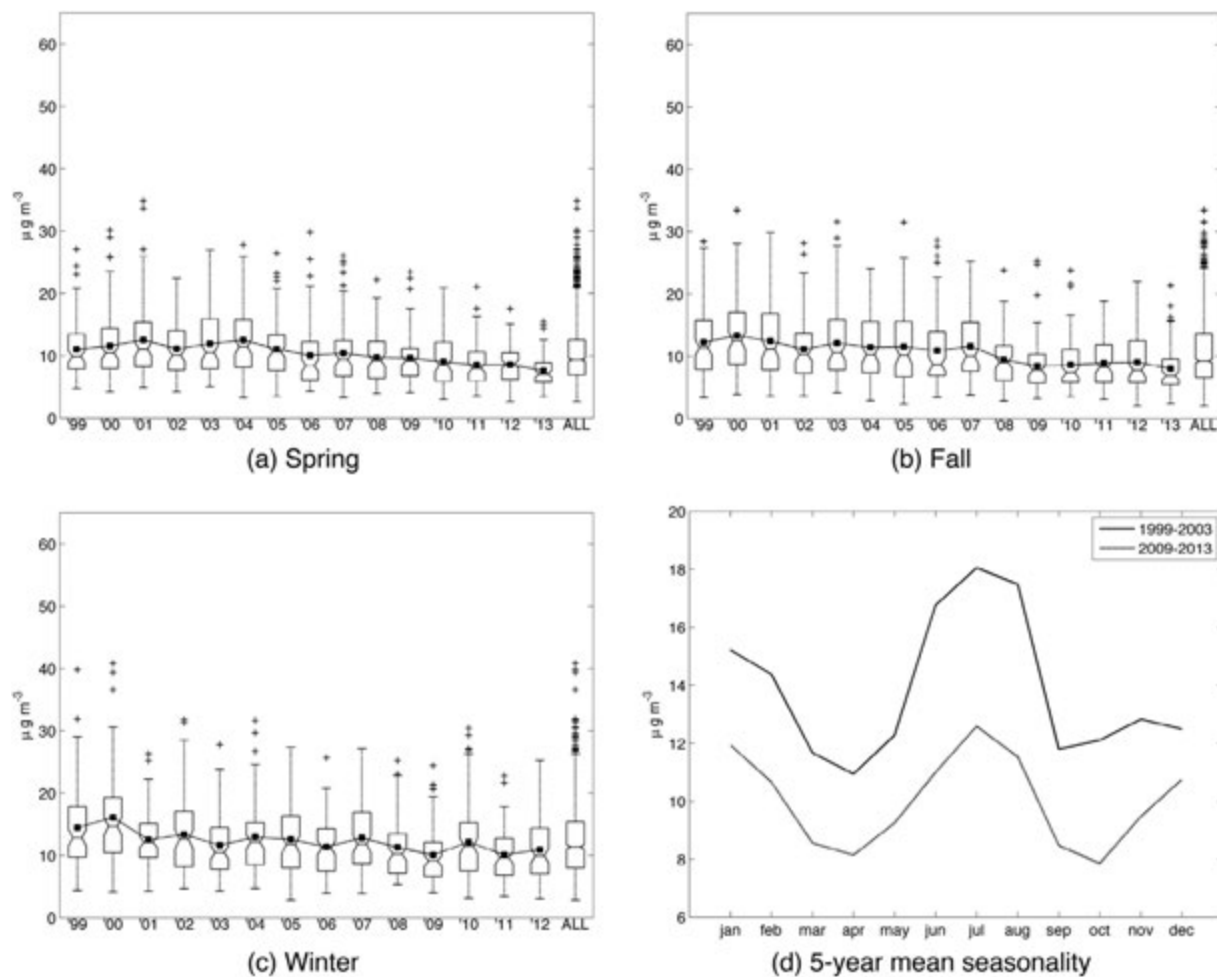 60
50
40
30
20
10
0
μg m⁻³
'99 '00 '01 '02 '03 '04 '05 '06 '07 '08 '09 '10 '11 '12 '13 ALL
(a) Spring
60
50
40
30
20
10
0
μg m⁻³
'99 '00 '01 '02 '03 '04 '05 '06 '07 '08 '09 '10 '11 '12 '13 ALL
(b) Fall
60
50
40
30
20
10
0
μg m⁻³
'99 '00 '01 '02 '03 '04 '05 '06 '07 '08 '09 '10 '11 '12 ALL
(c) Winter
20
18
16
14
12
10
8
6
μg m⁻³
1999-2003
2009-2013
jan feb mar apr may jun jul aug sep oct nov dec
(d) 5-year mean seasonality